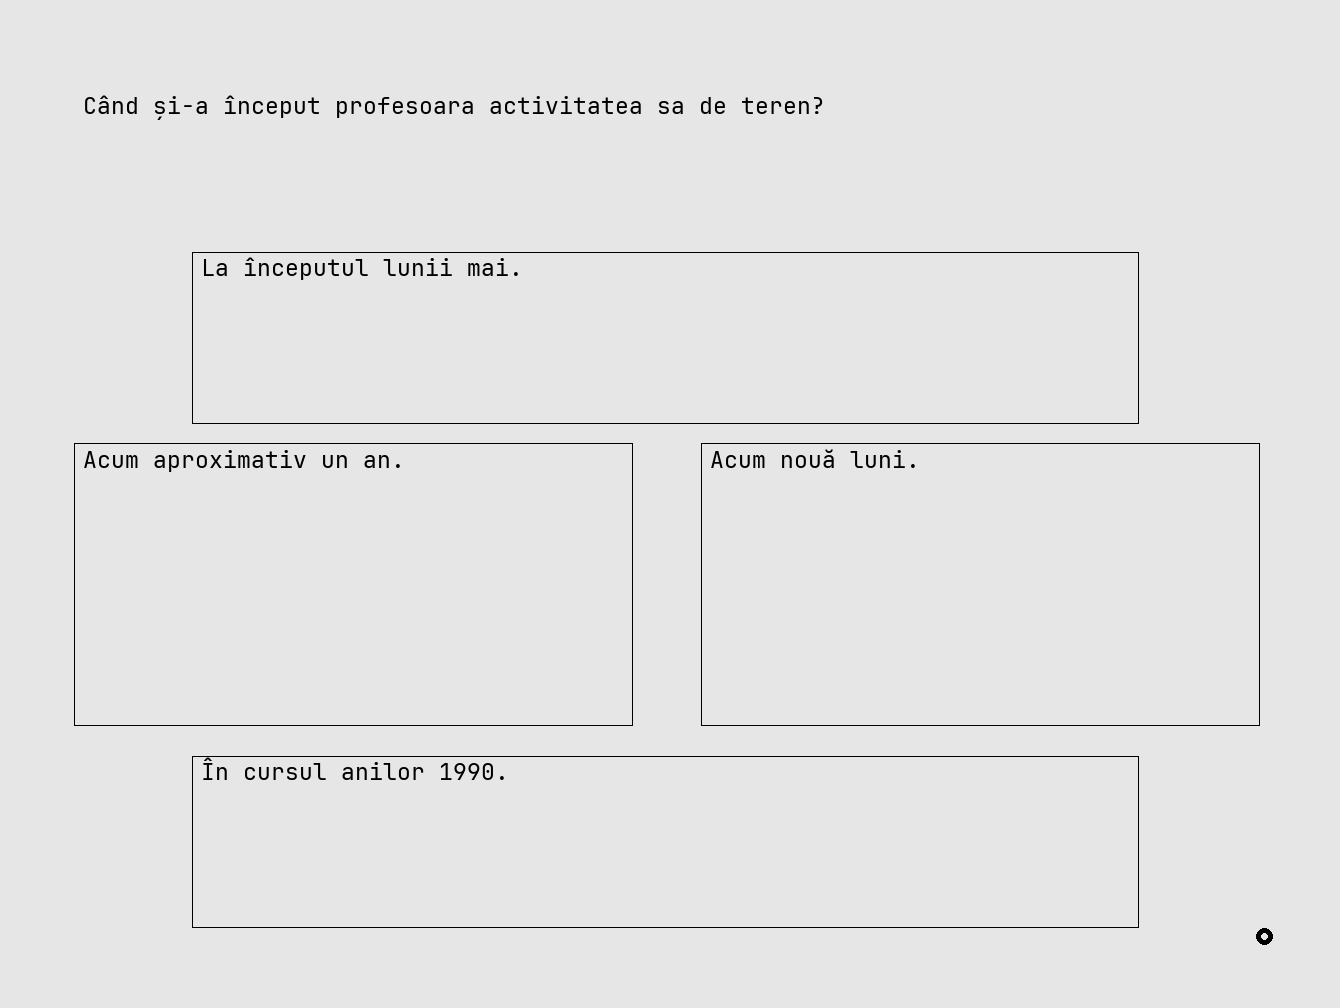 Când și-a început profesoara activitatea sa de teren?
La începutul lunii mai.
Acum aproximativ un an.
Acum nouă luni.
În cursul anilor 1990.